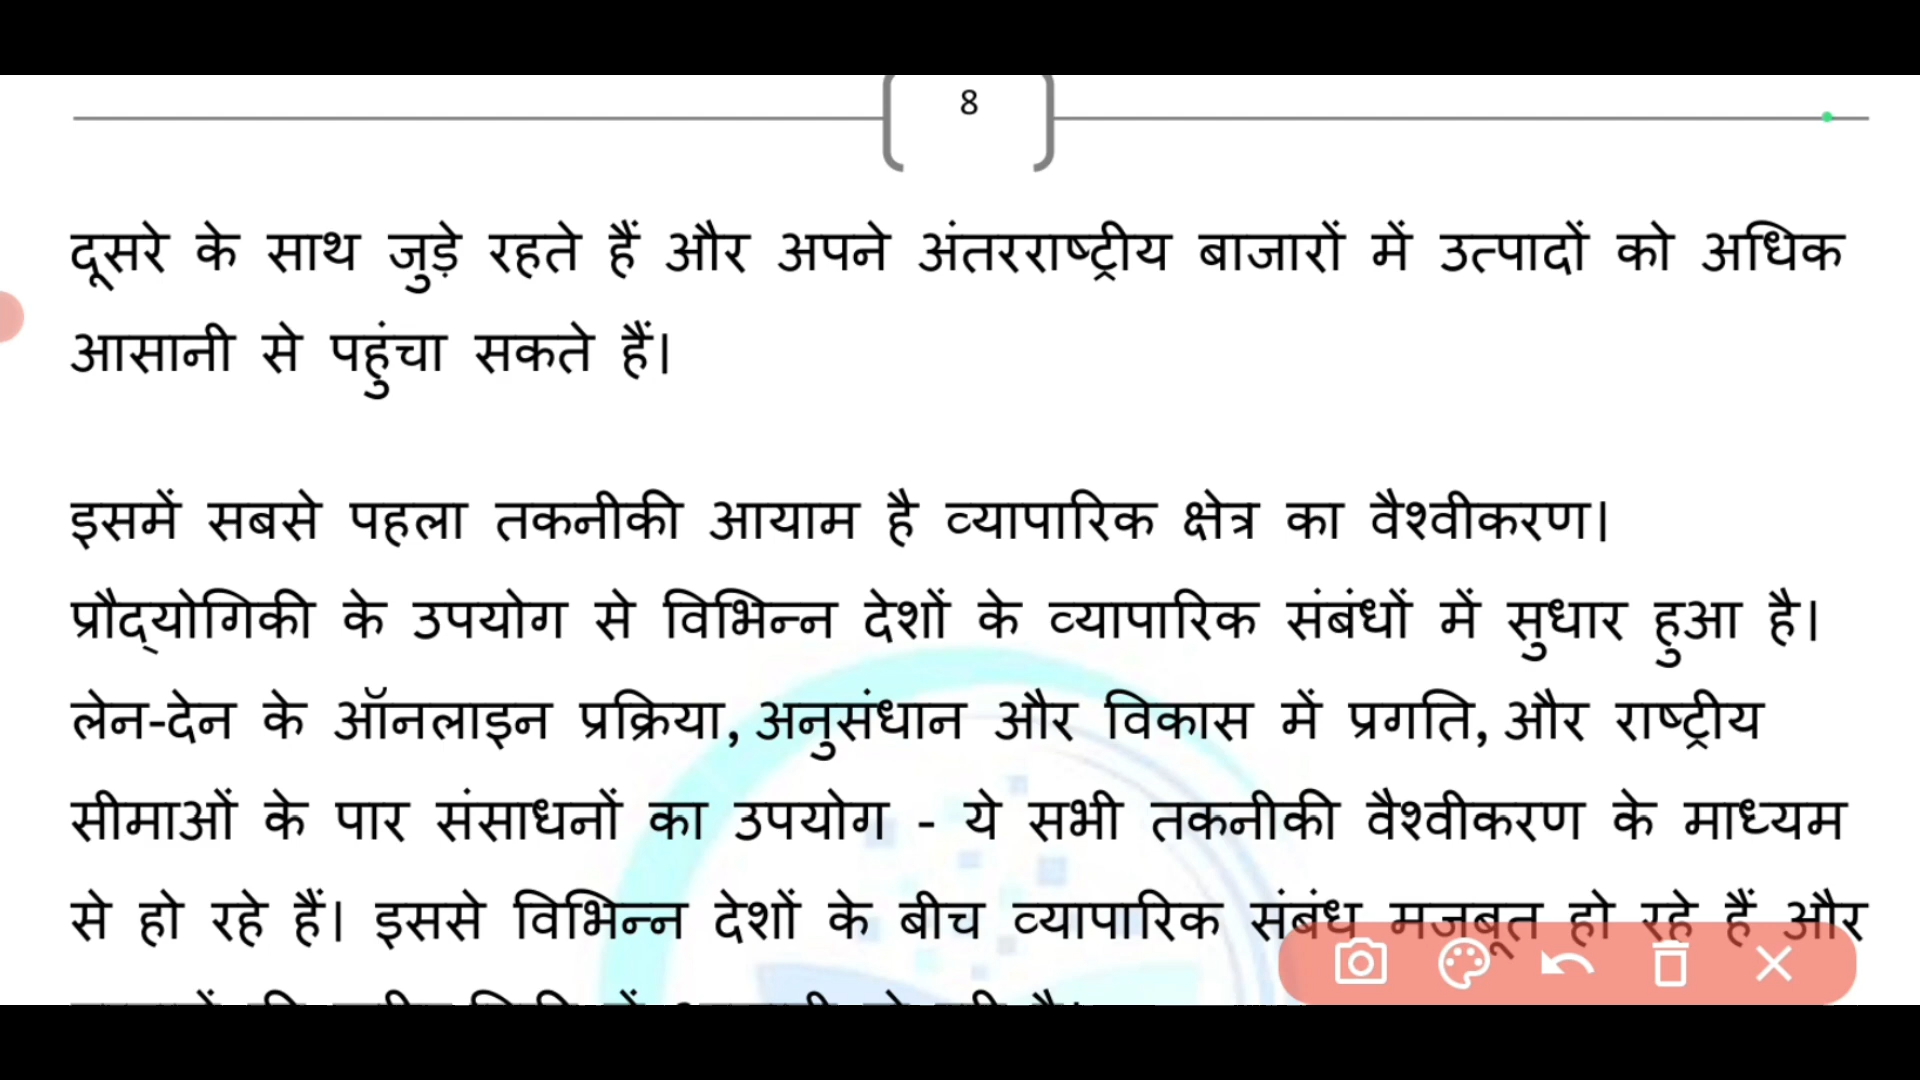 8
दूसरे के साथ जुड़े रहते हैं और अपने अंतरराष्ट्रीय बाजारों में उत्पादों को अधिक
आसानी से पहुंचा सकते हैं।
इसमें सबसे पहला तकनीकी आयाम है व्यापारिक क्षेत्र का वैश्वीकरण।
प्रौद्योगिकी के उपयोग से विभिन्न देशों के व्यापारिक संबंधों में सुधार हुआ है।
लेन-देन के ऑनलाइन प्रक्रिया, अनुसंधान और विकास में प्रगति, और राष्ट्रीय
सीमाओं के पार संसाधनों का उपयोग - ये सभी तकनीकी वैश्वीकरण के माध्यम
से हो रहे हैं। इससे विभिन्न देशों के बीच व्यापारिक संबंध मजबूत हो रहे हैं और